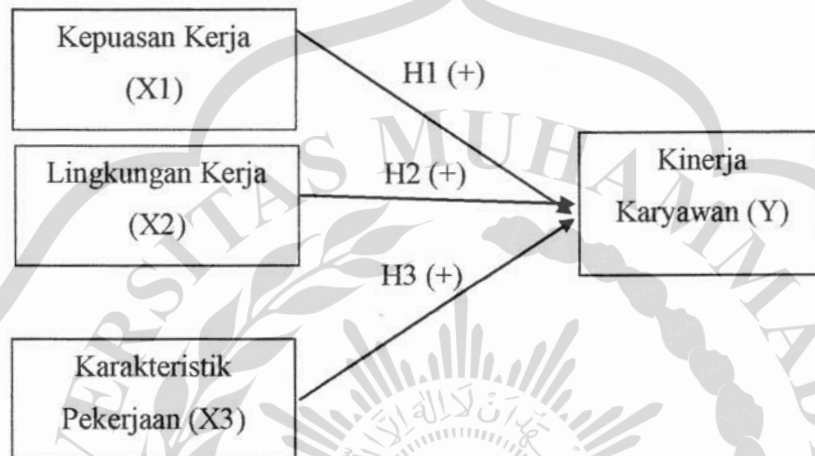 Kepuasan Kerja
(X1)
H1 (+)
Lingkungan Kerja
(X2)
H2 (+)
Kinerja
Karyawan (Y)
H3 (+)
Karakteristik
Pekerjaan (X3)